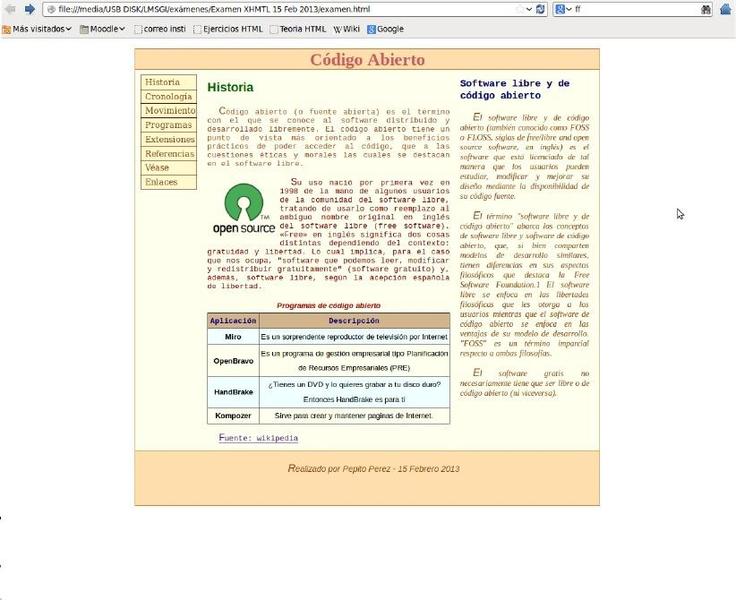 file:///media/USB DISK/LMSGI/exámenes/Examen XHMTL 15 Feb 2013/examen.html
ff
Más visitados
Moodle
correo insti
Ejercicios HTML
Teoria HTML
Wiki
Google
Código Abierto
Historia
Cronología
Movimiento
Programas
Extensiones
Referencias
Véase
Enlaces
Historia
Código abierto (o fuente abierta) es el termino
con el que se conoce al software distribuido y
desarrollado libremente. El código abierto tiene un
punto de vista más orientado a los beneficios
prácticos de poder acceder al código, que a las
cuestiones éticas y morales las cuales se destacan
en el software libre.
open source
TM
Su uso nació por primera vez en
1998 de la mano de algunos usuarios
de la comunidad del software libre,
tratando de usarlo como reemplazo al
ambiguo nombre original en inglés
del software libre (free software).
«Free» en inglés significa dos cosas
distintas dependiendo del contexto:
gratuidad y libertad. Lo cual implica, para el caso
que nos ocupa, "software que podemos leer, modificar
y redistribuir gratuitamente" (software gratuito) y,
además, software libre, según la acepción española
de libertad.
Programas de código abierto
Aplicación Descripción
Miro Es un sorprendente reproductor de televisión por Internet
OpenBravo Es un programa de gestión empresarial tipo Planificación
de Recursos Empresariales (PRE)
HandBrake ¿Tienes un DVD y lo quieres grabar a tu disco duro?
Entonces HandBrake es para ti
Kompozer Sirve para crear y mantener paginas de Internet.
Fuente: wikipedia
Software libre y de
código abierto
El software libre y de código
abierto (también conocido como FOSS
o FLOSS, siglas de free/libre and open
source software, en inglés) es el
software que está licenciado de tal
manera que los usuarios pueden
estudiar, modificar y mejorar su
diseño mediante la disponibilidad de
su código fuente.
El término "software libre y de
código abierto" abarca los conceptos
de software libre y software de código
abierto, que, si bien comparten
modelos de desarrollo similares,
tienen diferencias en sus aspectos
filosóficos que destaca la Free
Software Foundation.1 El software
libre se enfoca en las libertades
filosóficas que les otorga a los
usuarios mientras que el software de
código abierto se enfoca en las
ventajas de su modelo de desarrollo.
"FOSS" es un término imparcial
respecto a ambas filosofías.
El software gratis no
necesariamente tiene que ser libre o de
código abierto (ni viceversa).
Realizado por Pepito Perez - 15 Febrero 2013